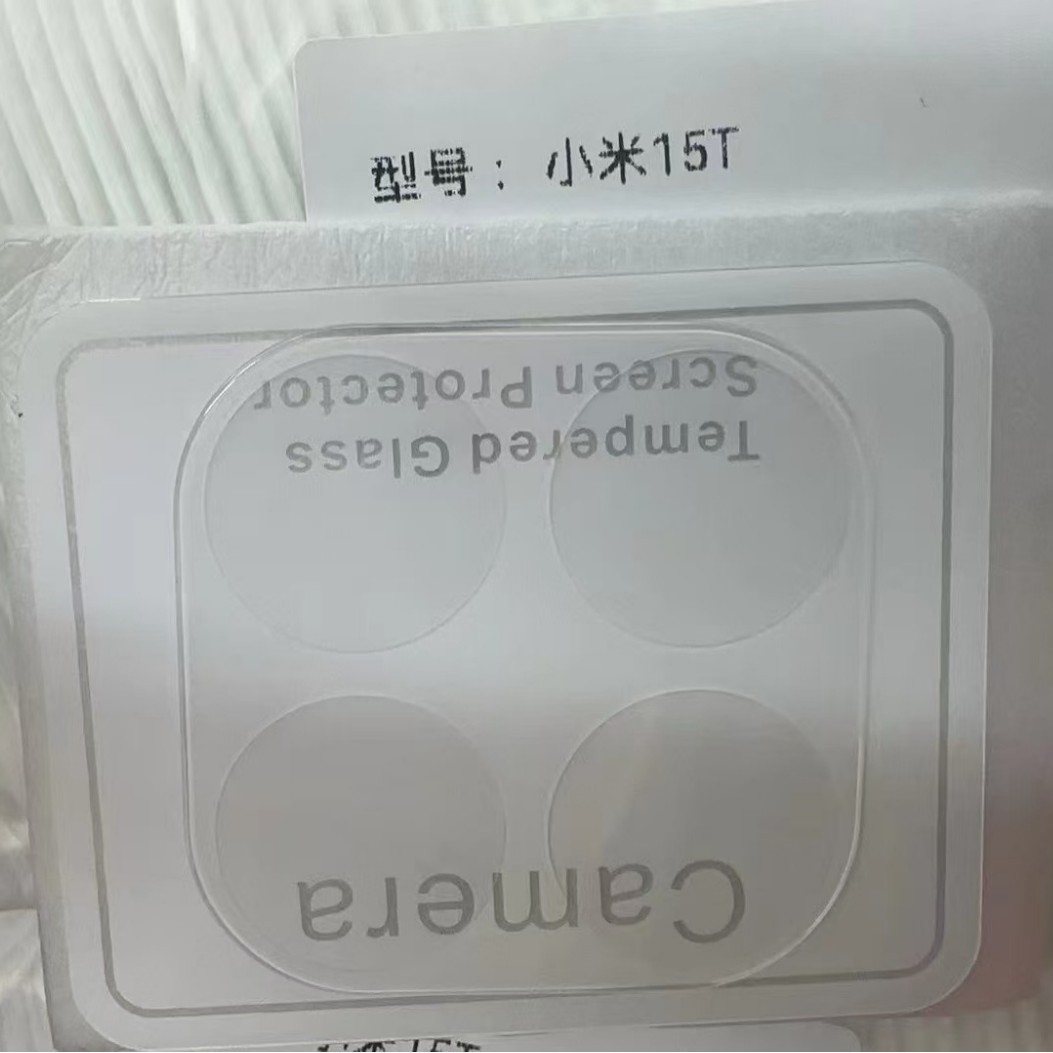 型号：小米15T
Camera
Tempered Glass
Screen Protector